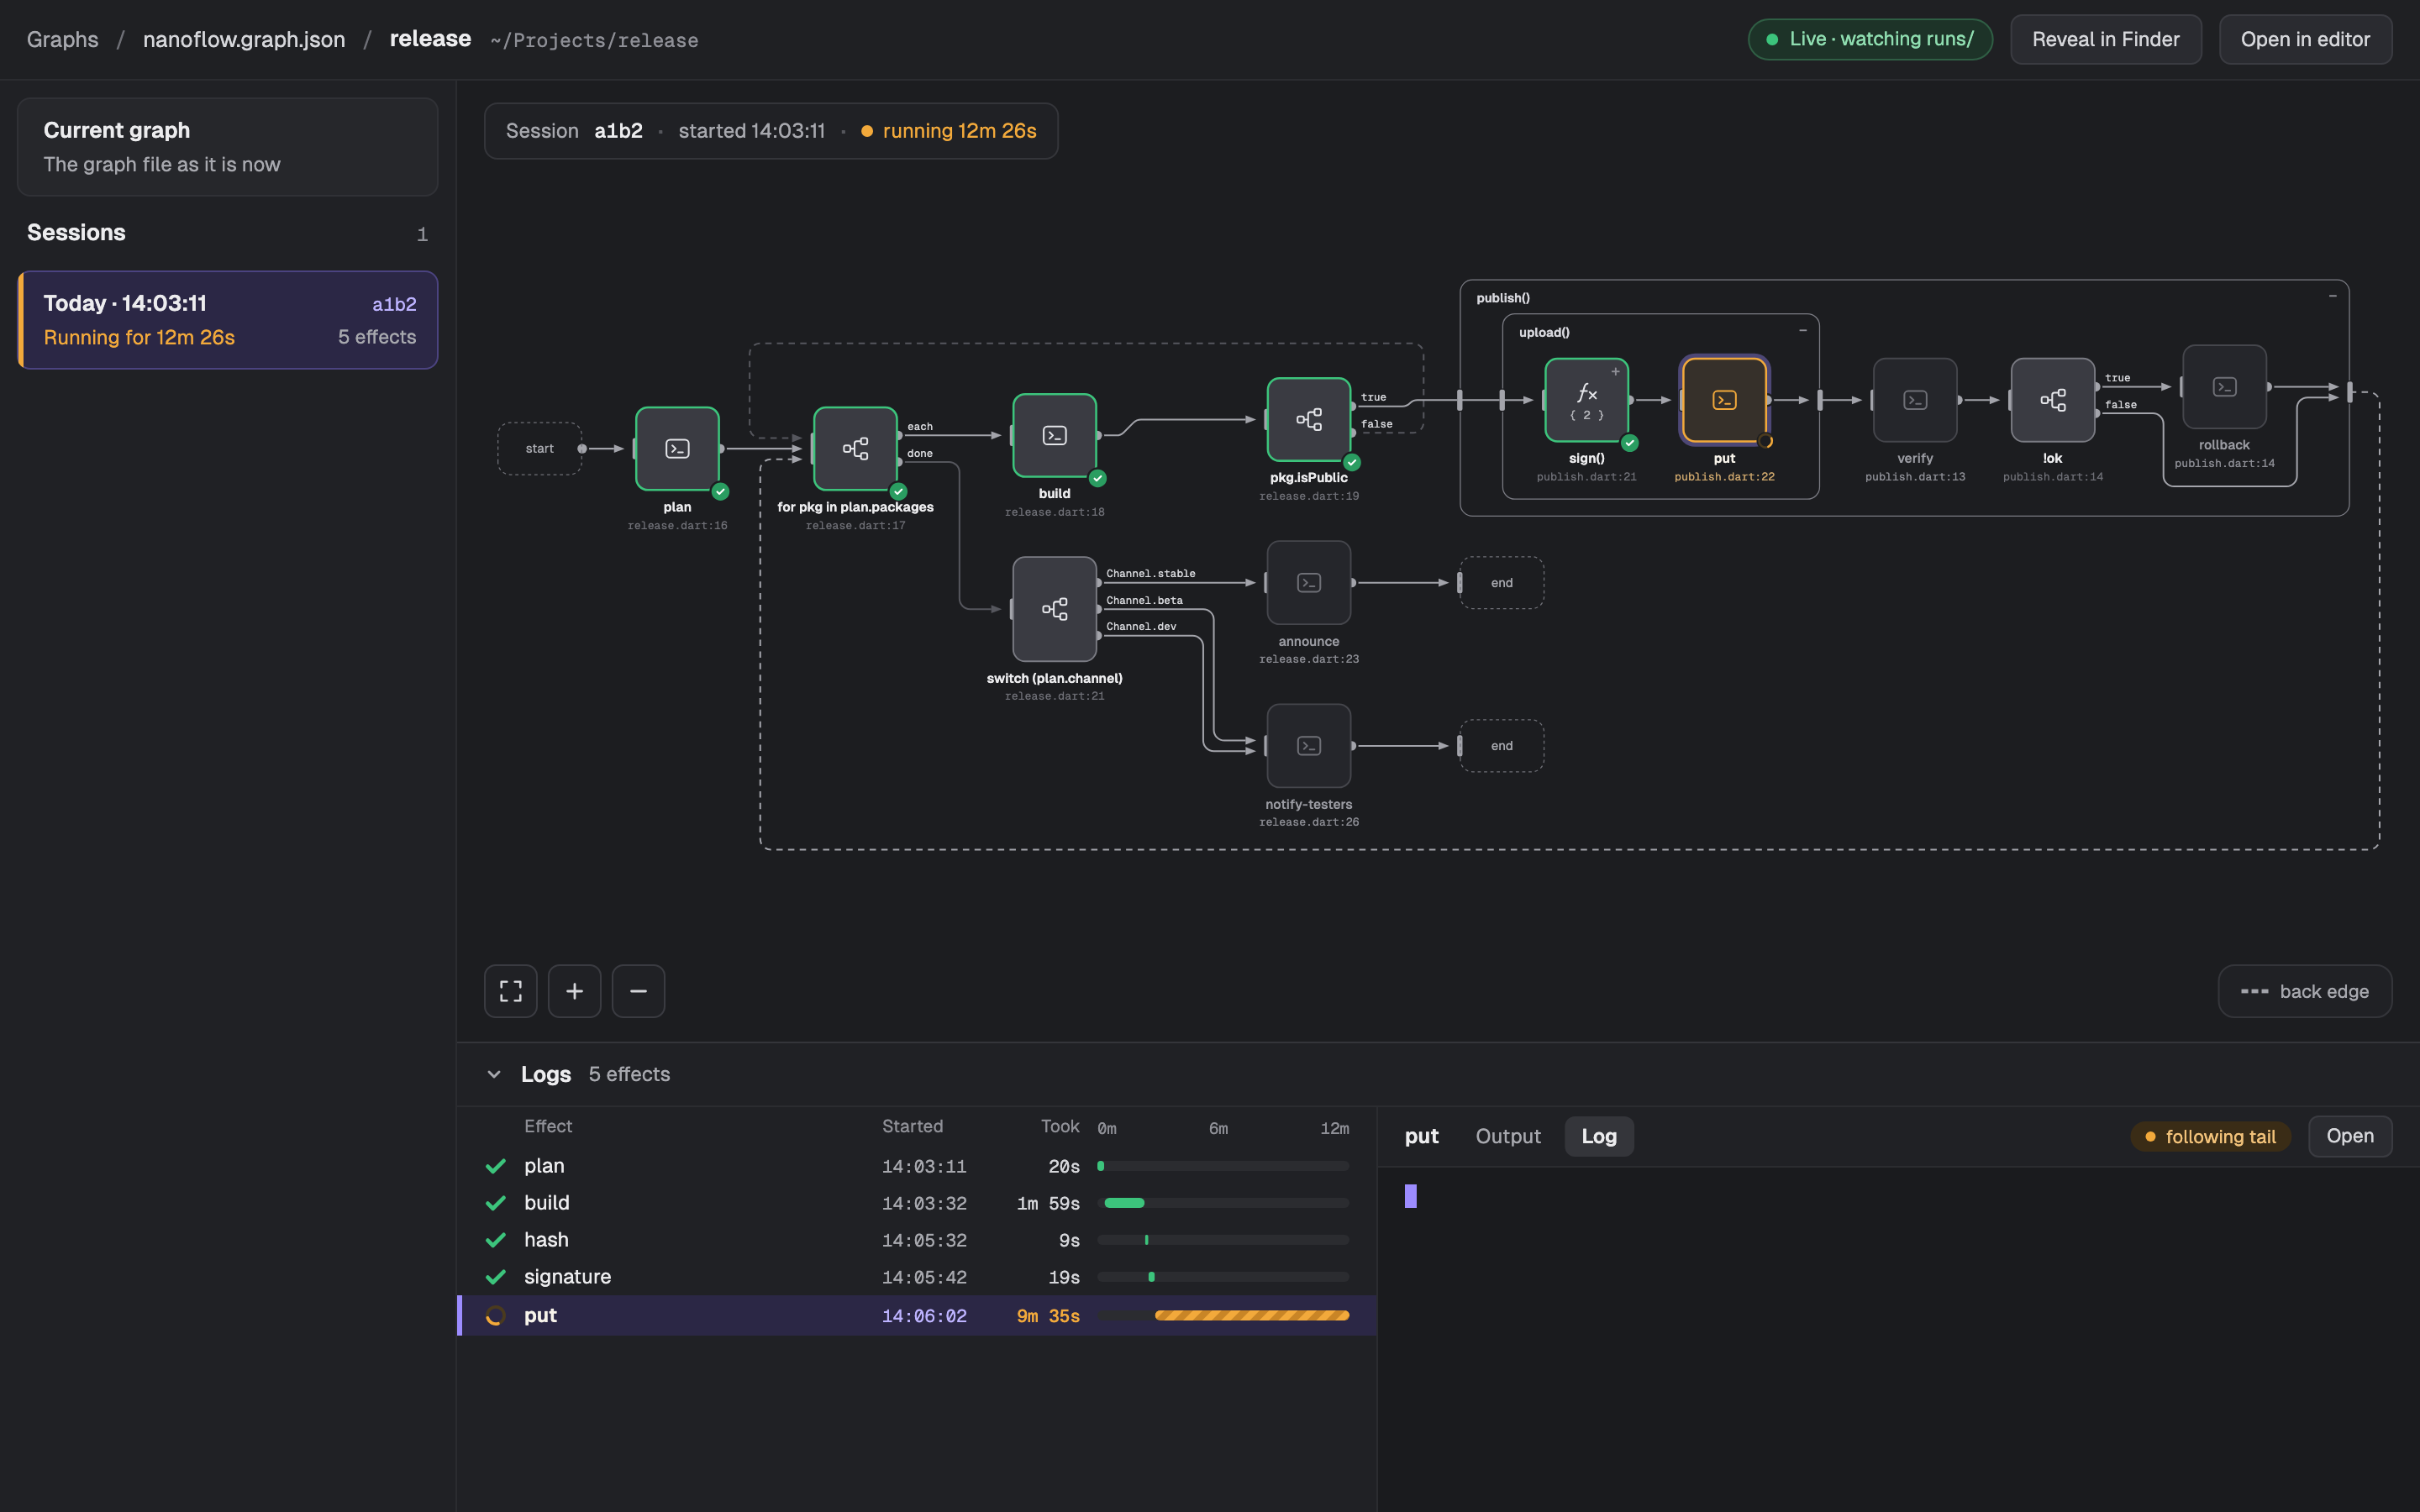 Graphs / nanoflow.graph.json / release ~/Projects/release
Live · watching runs/
Reveal in Finder
Open in editor
Current graph
The graph file as it is now
Sessions 1
Today · 14:03:11 a1b2
Running for 12m 26s 5 effects
Session a1b2 · started 14:03:11 · running 12m 26s
start
plan
release.dart:16
for pkg in plan.packages
release.dart:17
each
done
build
release.dart:18
pkg.isPublic
release.dart:19
true
false
publish()
upload()
ƒx
{ 2 }
sign()
publish.dart:21
put
publish.dart:22
verify
publish.dart:13
!ok
publish.dart:14
true
false
rollback
publish.dart:14
switch (plan.channel)
release.dart:21
Channel.stable
Channel.beta
Channel.dev
announce
release.dart:23
end
notify-testers
release.dart:26
end
back edge
Logs 5 effects
Effect Started Took 0m 6m 12m
plan 14:03:11 20s
build 14:03:32 1m 59s
hash 14:05:32 9s
signature 14:05:42 19s
put 14:06:02 9m 35s
put Output Log
following tail
Open